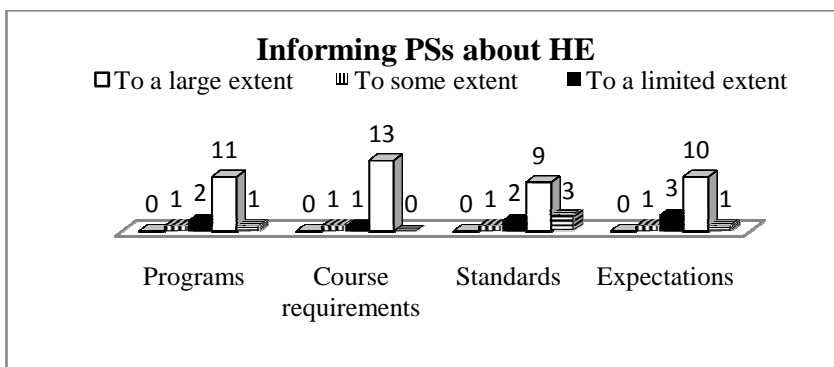 Informing PSs about HE
To a large extent To some extent To a limited extent
0 1 2 11 1 0 1 1 13 0 0 1 2 9 3 0 1 3 10 1
Programs Course requirements Standards Expectations